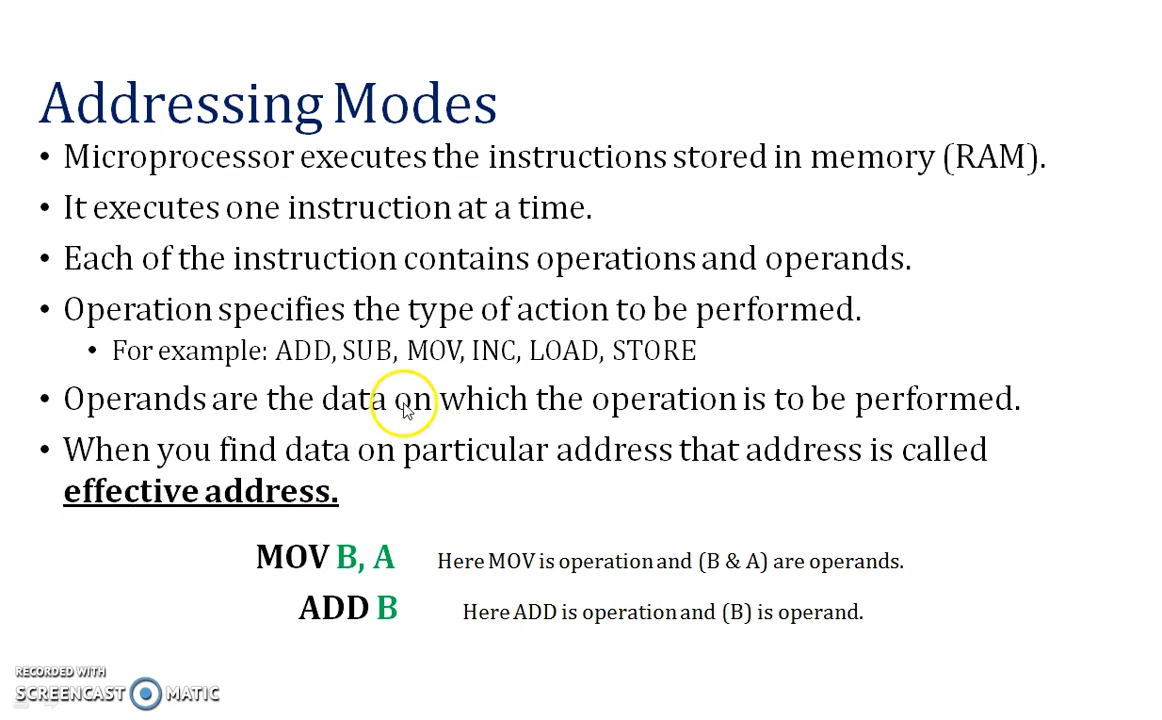 Addressing Modes
• Microprocessor executes the instructions stored in memory (RAM).
• It executes one instruction at a time.
• Each of the instruction contains operations and operands.
• Operation specifies the type of action to be performed.
• For example: ADD, SUB, MOV, INC, LOAD, STORE
• Operands are the data on which the operation is to be performed.
• When you find data on particular address that address is called
effective address.
MOV B, A Here MOV is operation and (B & A) are operands.
ADD B Here ADD is operation and (B) is operand.
RECORDED WITH
SCREENCAST MATIC